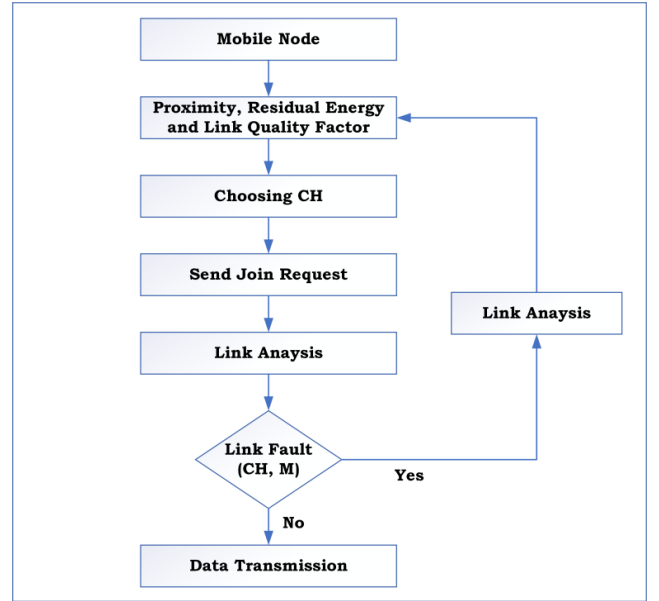 Mobile Node
Proximity, Residual Energy
and Link Quality Factor
Choosing CH
Send Join Request
Link Anaysis
Link Anaysis
Link Fault
(CH, M)
Yes
No
Data Transmission